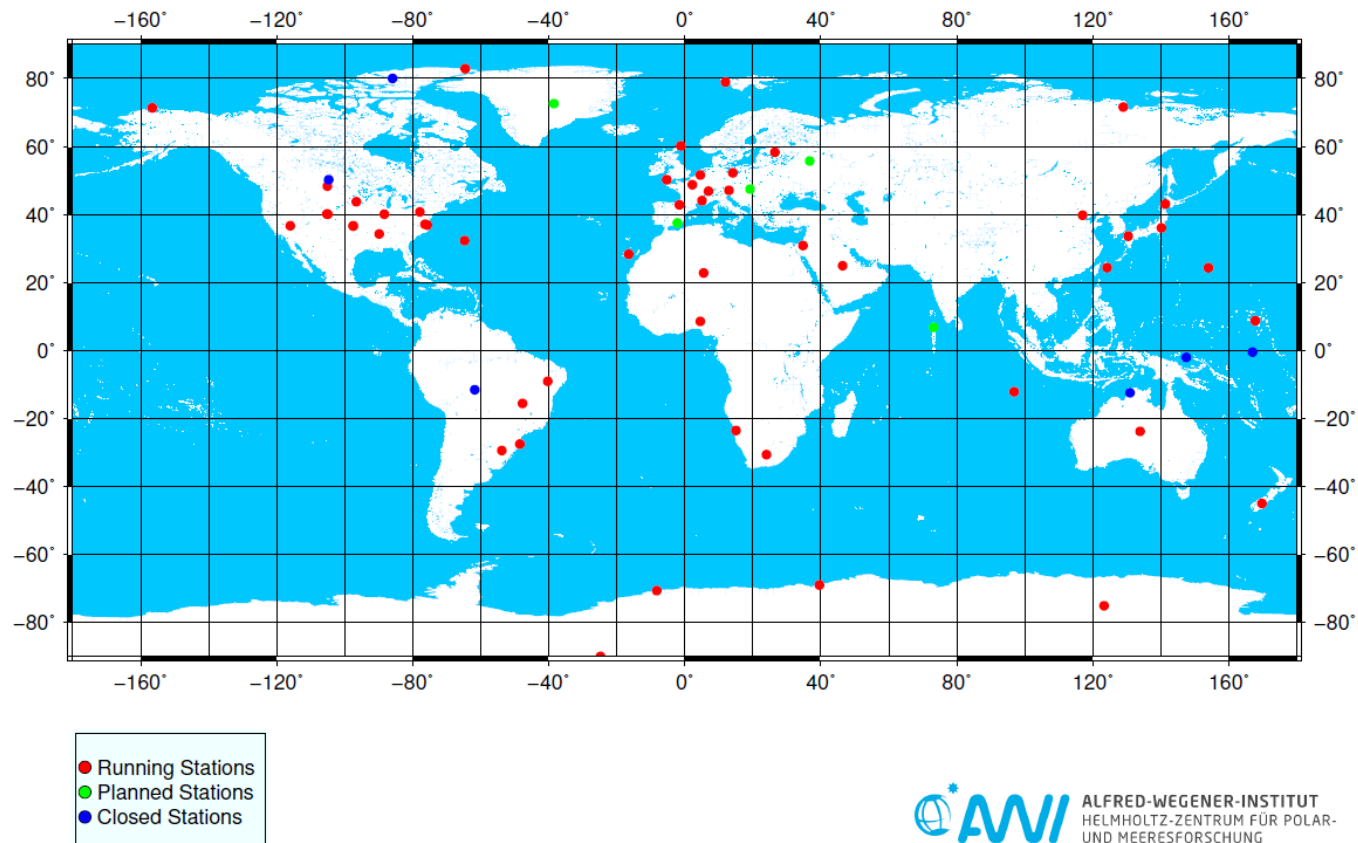 −160˚ −120˚ −80˚ −40˚ 0˚ 40˚ 80˚ 120˚ 160˚
80˚ 80˚
60˚ 60˚
40˚ 40˚
20˚ 20˚
0˚ 0˚
−20˚ −20˚
−40˚ −40˚
−60˚ −60˚
−80˚ −80˚
−160˚ −120˚ −80˚ −40˚ 0˚ 40˚ 80˚ 120˚ 160˚
Running Stations
Planned Stations
Closed Stations
AWI
ALFRED-WEGENER-INSTITUT
HELMHOLTZ-ZENTRUM FÜR POLAR-
UND MEERESFORSCHUNG